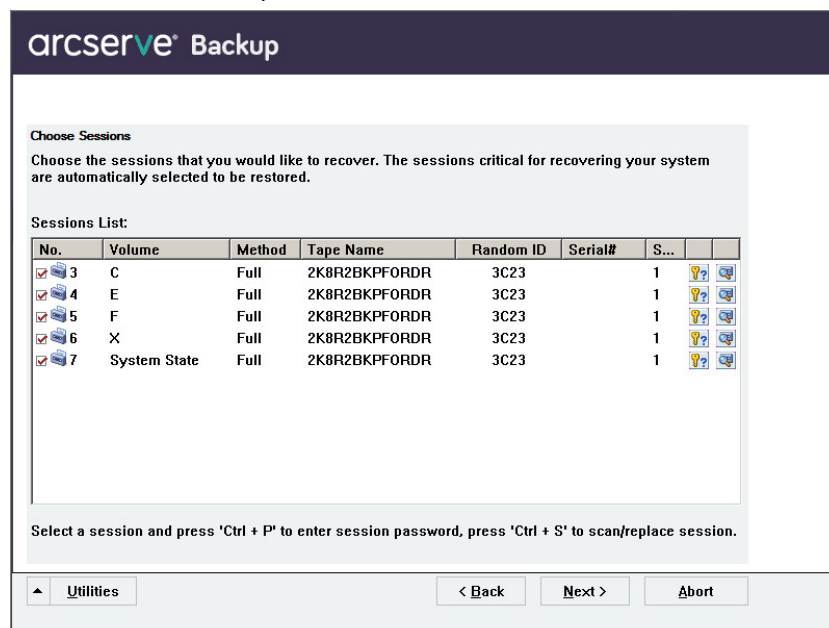 arcserve® Backup
Choose Sessions
Choose the sessions that you would like to recover. The sessions critical for recovering your system
are automatically selected to be restored.
Sessions List:
No. Volume Method Tape Name Random ID Serial# S...
3 C Full 2K8R2BKPFORDR 3C23 1
4 E Full 2K8R2BKPFORDR 3C23 1
5 F Full 2K8R2BKPFORDR 3C23 1
6 X Full 2K8R2BKPFORDR 3C23 1
7 System State Full 2K8R2BKPFORDR 3C23 1
Select a session and press 'Ctrl + P' to enter session password, press 'Ctrl + S' to scan/replace session.
Utilities < Back Next > Abort